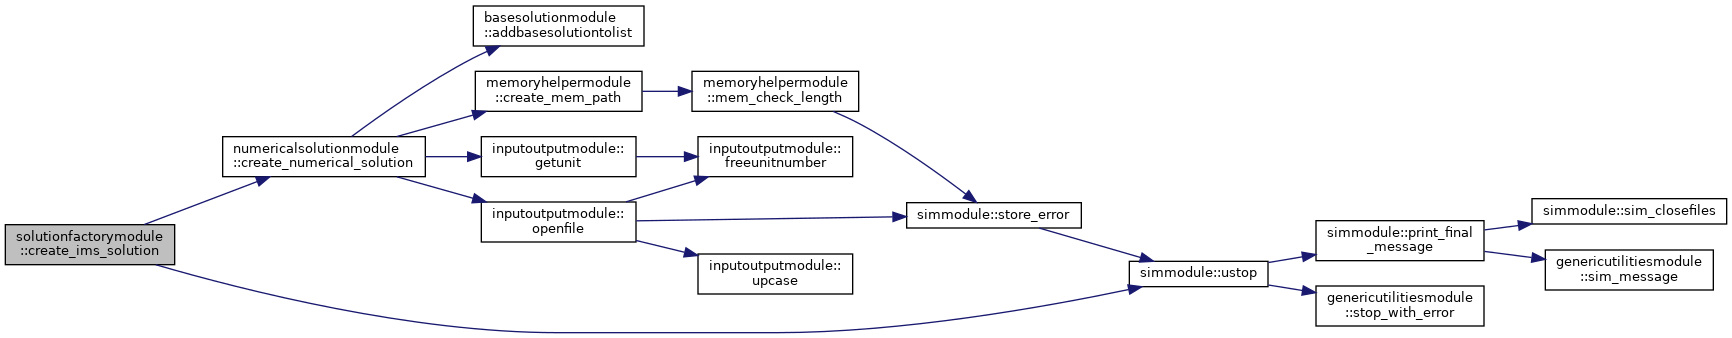 solutionfactorymodule
::create_ims_solution
numericalsolutionmodule
::create_numerical_solution
basesolutionmodule
::addbasesolutiontolist
memoryhelpermodule
::create_mem_path
inputoutputmodule::
getunit
inputoutputmodule::
openfile
memoryhelpermodule
::mem_check_length
inputoutputmodule::
freeunitnumber
inputoutputmodule::
upcase
simmodule::store_error
simmodule::ustop
simmodule::print_final
_message
genericutilitiesmodule
::stop_with_error
simmodule::sim_closefiles
genericutilitiesmodule
::sim_message